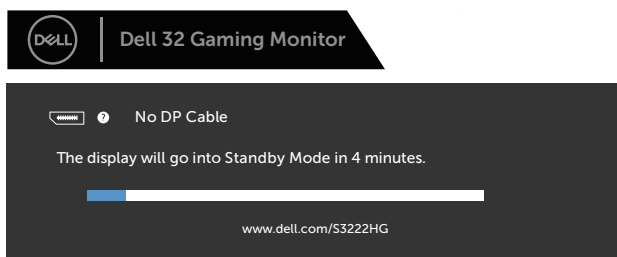 DELL
Dell 32 Gaming Monitor
? No DP Cable
The display will go into Standby Mode in 4 minutes.
www.dell.com/S3222HG